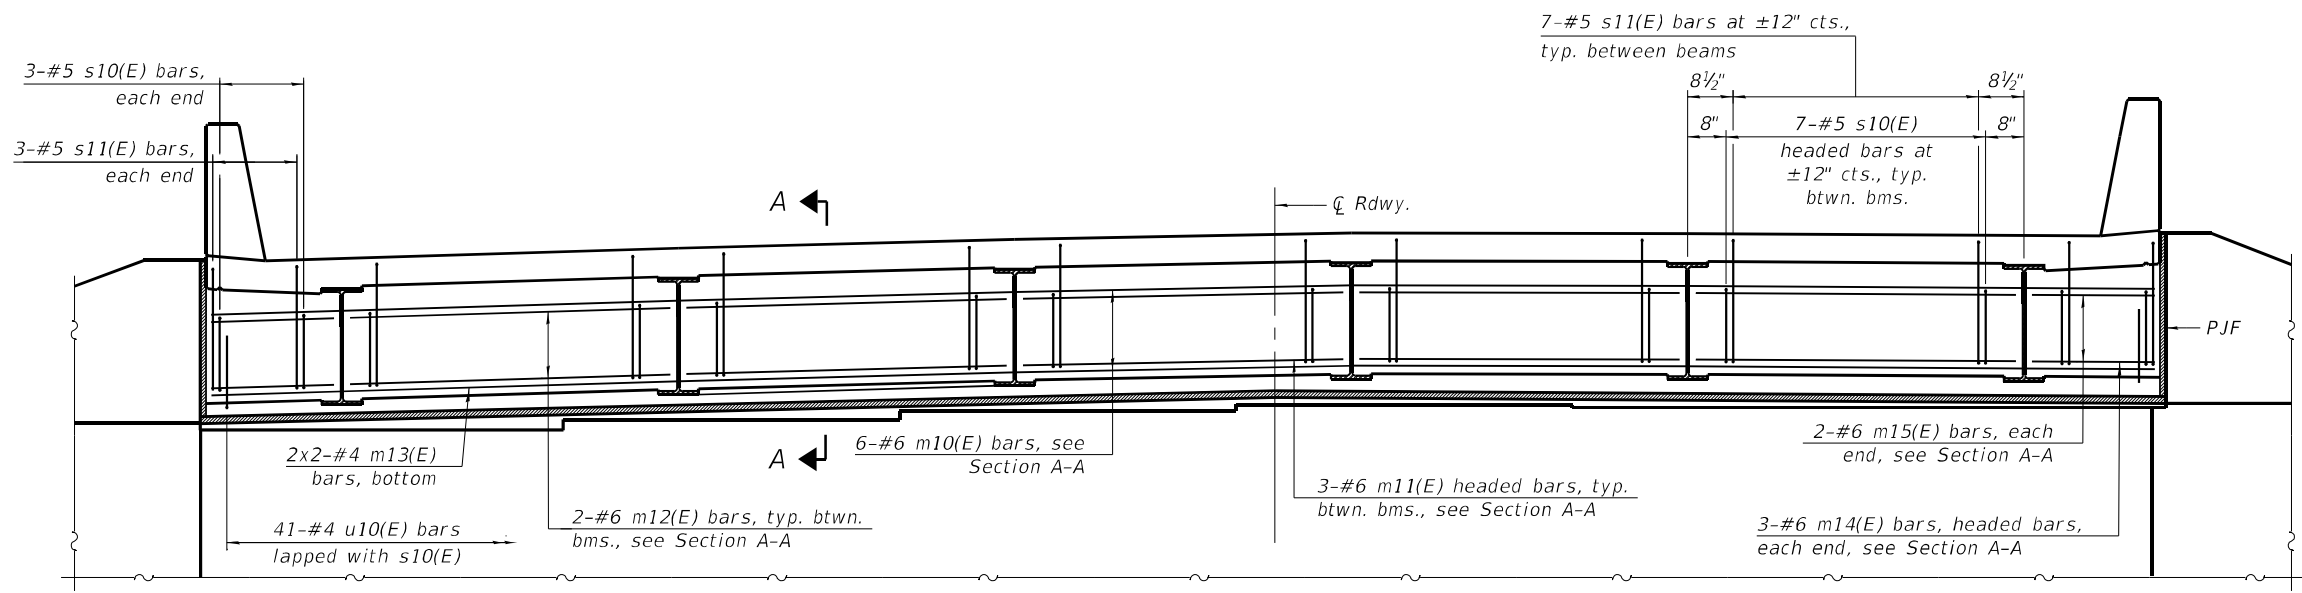 7-#5 s11(E) bars at ±12" cts.,
typ. between beams
3-#5 s10(E) bars,
each end
8½"
8½"
3-#5 s11(E) bars,
each end
8"
7-#5 s10(E)
8"
headed bars at
±12" cts., typ.
btwn. bms.
A
℄ Rdwy.
PJF
2x2-#4 m13(E)
bars, bottom
A
6-#6 m10(E) bars, see
Section A-A
2-#6 m15(E) bars, each
end, see Section A-A
3-#6 m11(E) headed bars, typ.
btwn. bms., see Section A-A
41-#4 u10(E) bars
lapped with s10(E)
2-#6 m12(E) bars, typ. btwn.
bms., see Section A-A
3-#6 m14(E) bars, headed bars,
each end, see Section A-A